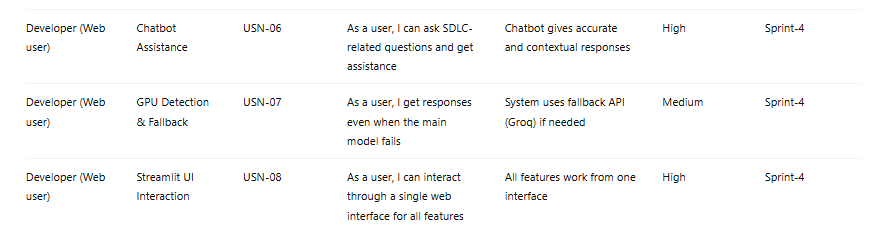 Developer (Web Chatbot USN-06 As a user, I can ask SDLC- Chatbot gives accurate High Sprint-4
user) Assistance related questions and get and contextual responses
assistance
Developer (Web GPU Detection USN-07 As a user, I get responses System uses fallback API Medium Sprint-4
user) & Fallback even when the main (Groq) if needed
model fails
Developer (Web Streamlit UI USN-08 As a user, I can interact All features work from one High Sprint-4
user) Interaction through a single web interface
interface for all features